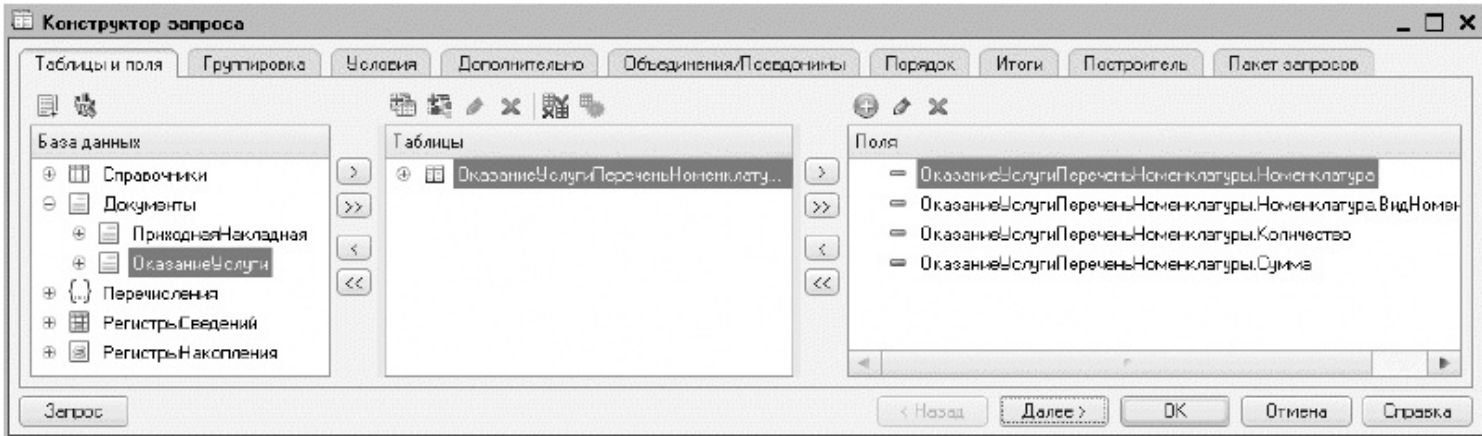 Конструктор запроса
Таблицы и поля Группировка Условия Дополнительно Объединения/Псевдонимы Порядок Итоги Построитель Пакет запросов
База данных Таблицы Поля
Справочники > ОказаниеУслугиПереченьНоменклату... > ОказаниеУслугиПереченьНоменклатуры.Номенклатура
Документы >> >> ОказаниеУслугиПереченьНоменклатуры.Номенклатура.ВидНомен
ПриходнаяНакладная < < ОказаниеУслугиПереченьНоменклатуры.Количество
ОказаниеУслуги << << ОказаниеУслугиПереченьНоменклатуры.Сумма
Перечисления
РегистрыСведений
РегистрыНакопления
Запрос < Назад Далее > ОК Отмена Справка